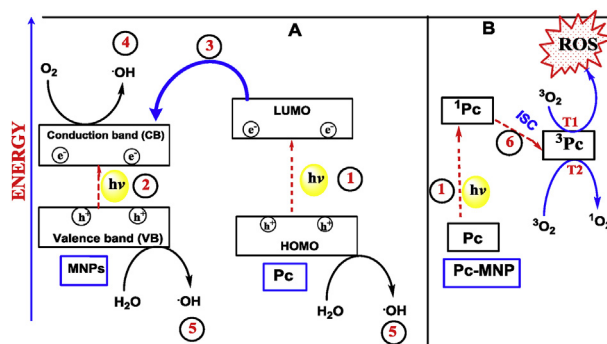 ENERGY
A
4
O₂
·OH
3
Conduction band (CB)
e⁻ e⁻
hν 2
h⁺ h⁺
Valence band (VB)
MNPs
H₂O
·OH
5
LUMO
e⁻ e⁻
hν 1
h⁺ h⁺
HOMO
Pc
H₂O
·OH
5
B
ROS
³O₂
T1
¹Pc
ISC
6
³Pc
T2
1
hν
³O₂
¹O₂
Pc
Pc-MNP